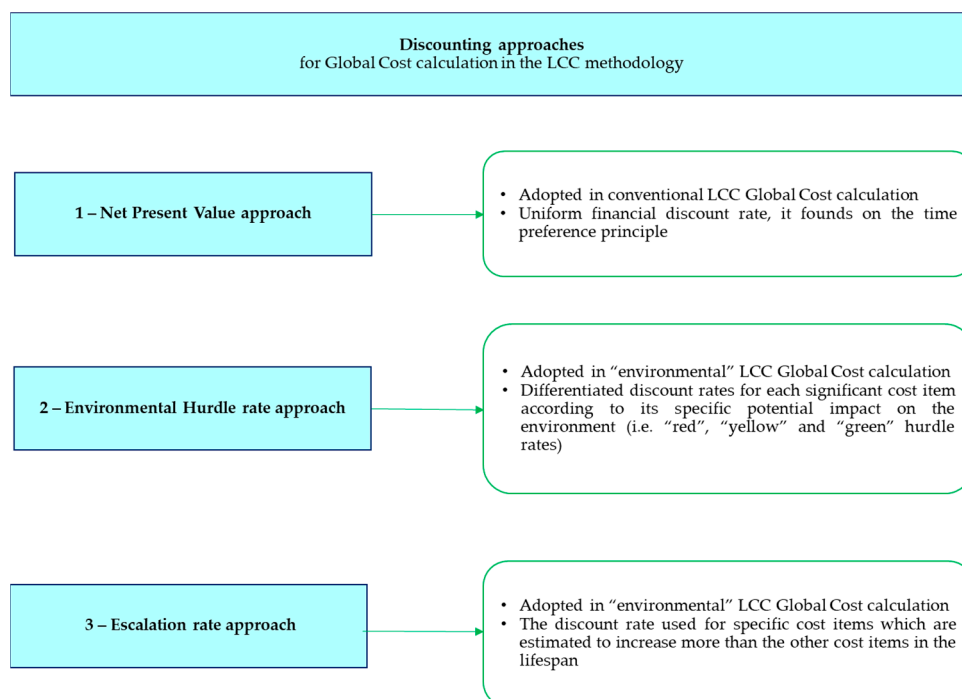 Discounting approaches
for Global Cost calculation in the LCC methodology
1 – Net Present Value approach
• Adopted in conventional LCC Global Cost calculation
• Uniform financial discount rate, it founds on the time
preference principle
2 – Environmental Hurdle rate approach
• Adopted in “environmental” LCC Global Cost calculation
• Differentiated discount rates for each significant cost item
according to its specific potential impact on the
environment (i.e. “red”, “yellow” and “green” hurdle
rates)
3 – Escalation rate approach
• Adopted in “environmental” LCC Global Cost calculation
• The discount rate used for specific cost items which are
estimated to increase more than the other cost items in the
lifespan